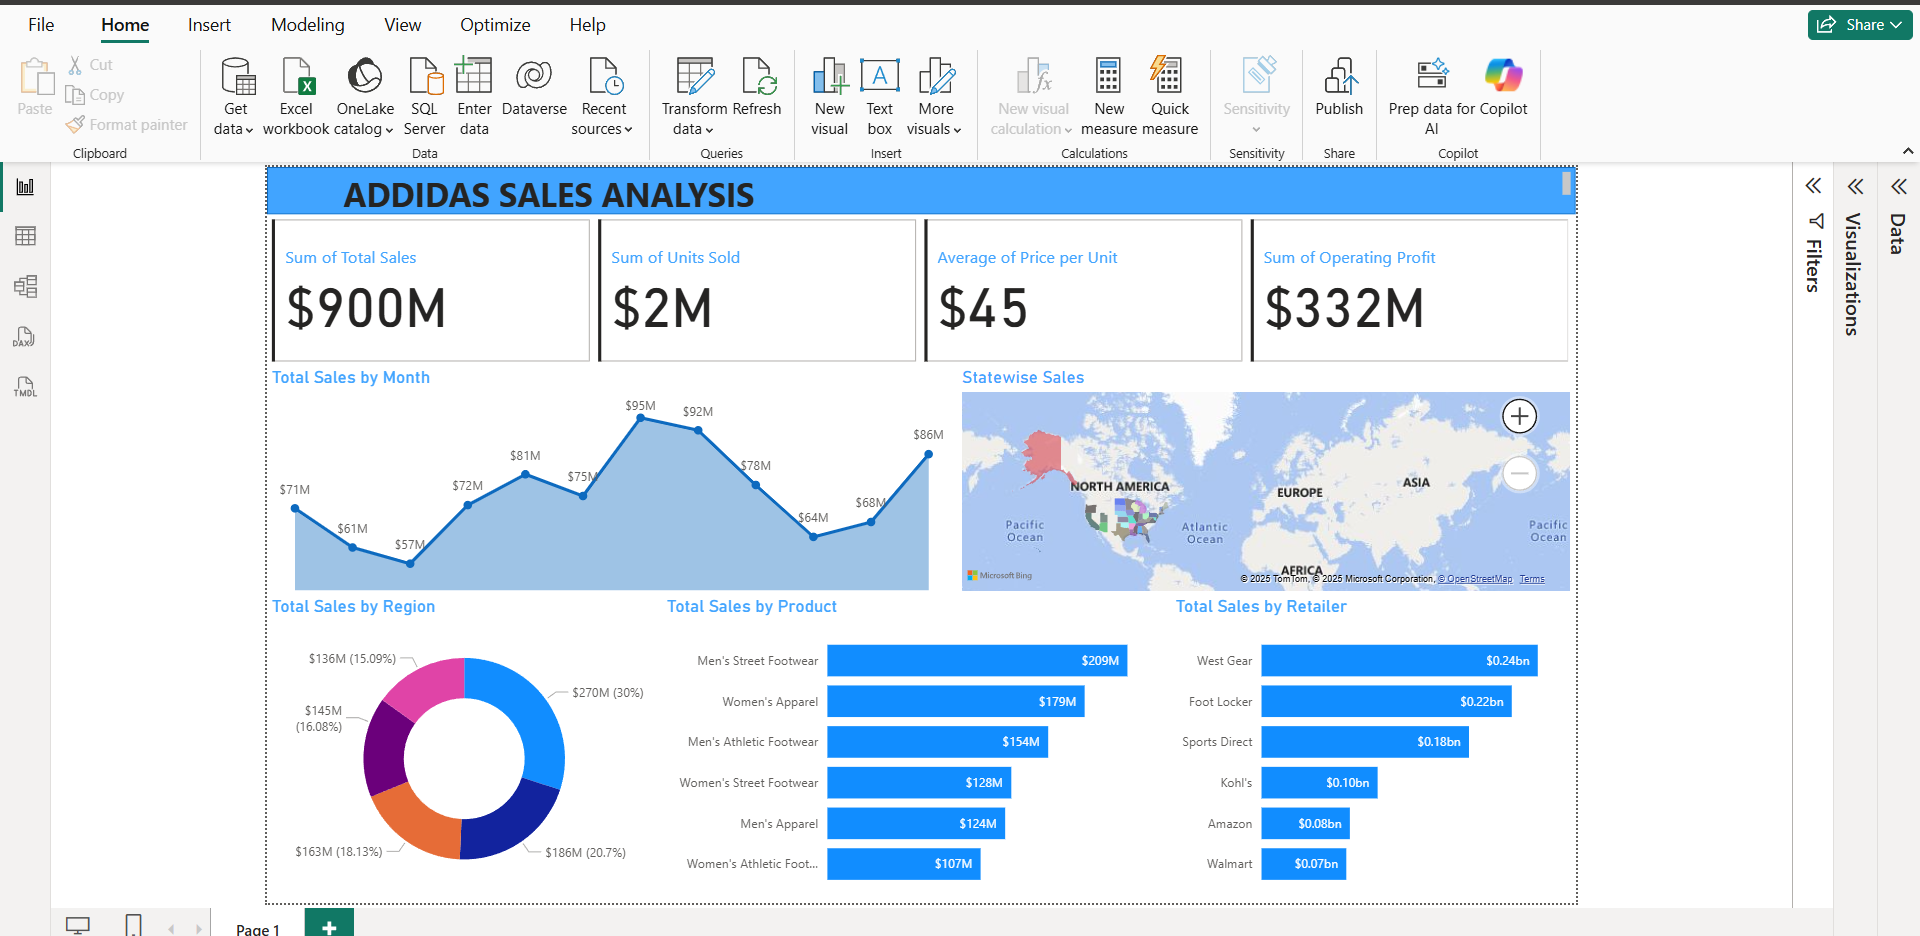 File Home Insert Modeling View Optimize Help
Share
Paste
Cut
Copy
Format painter
Clipboard
Get data
Excel workbook
OneLake catalog
SQL Server
Enter data
Dataverse
Recent sources
Data
Transform data
Refresh
Queries
New visual
Text box
More visuals
Insert
New visual calculation
New measure
Quick measure
Calculations
Sensitivity
Sensitivity
Publish
Share
Prep data for AI
Copilot
Copilot
DAX
TMDL
ADDIDAS SALES ANALYSIS
Sum of Total Sales
$900M
Sum of Units Sold
$2M
Average of Price per Unit
$45
Sum of Operating Profit
$332M
Total Sales by Month
$71M
$61M
$57M
$72M
$81M
$75M
$95M
$92M
$78M
$64M
$68M
$86M
Statewise Sales
NORTH AMERICA
EUROPE
ASIA
AFRICA
Pacific Ocean
Atlantic Ocean
Pacific Ocean
Microsoft Bing
© 2025 TomTom, © 2025 Microsoft Corporation, © OpenStreetMap Terms
Total Sales by Region
$136M (15.09%)
$270M (30%)
$145M (16.08%)
$163M (18.13%)
$186M (20.7%)
Total Sales by Product
Men's Street Footwear $209M
Women's Apparel $179M
Men's Athletic Footwear $154M
Women's Street Footwear $128M
Men's Apparel $124M
Women's Athletic Foot... $107M
Total Sales by Retailer
West Gear $0.24bn
Foot Locker $0.22bn
Sports Direct $0.18bn
Kohl's $0.10bn
Amazon $0.08bn
Walmart $0.07bn
Filters
Visualizations
Data
Page 1